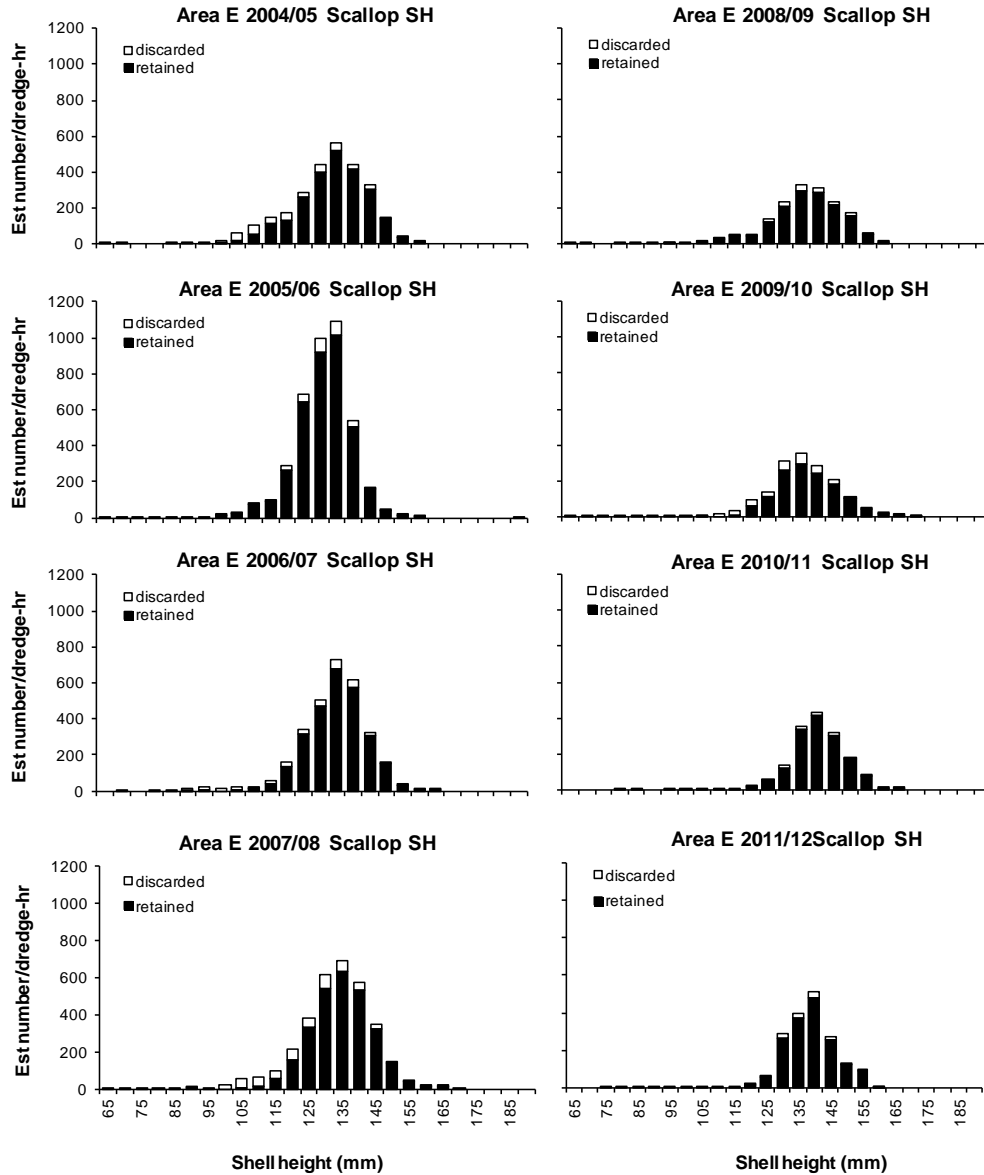 Area E 2004/05 Scallop SH
Est number/dredge-hr
1200
1000
800
600
400
200
0
discarded
retained
Area E 2008/09 Scallop SH
discarded
retained
Area E 2005/06 Scallop SH
Est number/dredge-hr
1200
1000
800
600
400
200
0
discarded
retained
Area E 2009/10 Scallop SH
discarded
retained
Area E 2006/07 Scallop SH
Est number/dredge-hr
1200
1000
800
600
400
200
0
discarded
retained
Area E 2010/11 Scallop SH
discarded
retained
Area E 2007/08 Scallop SH
Est number/dredge-hr
1200
1000
800
600
400
200
0
discarded
retained
65 75 85 95 105 115 125 135 145 155 165 175 185
Shell height (mm)
Area E 2011/12Scallop SH
discarded
retained
65 75 85 95 105 115 125 135 145 155 165 175 185
Shell height (mm)